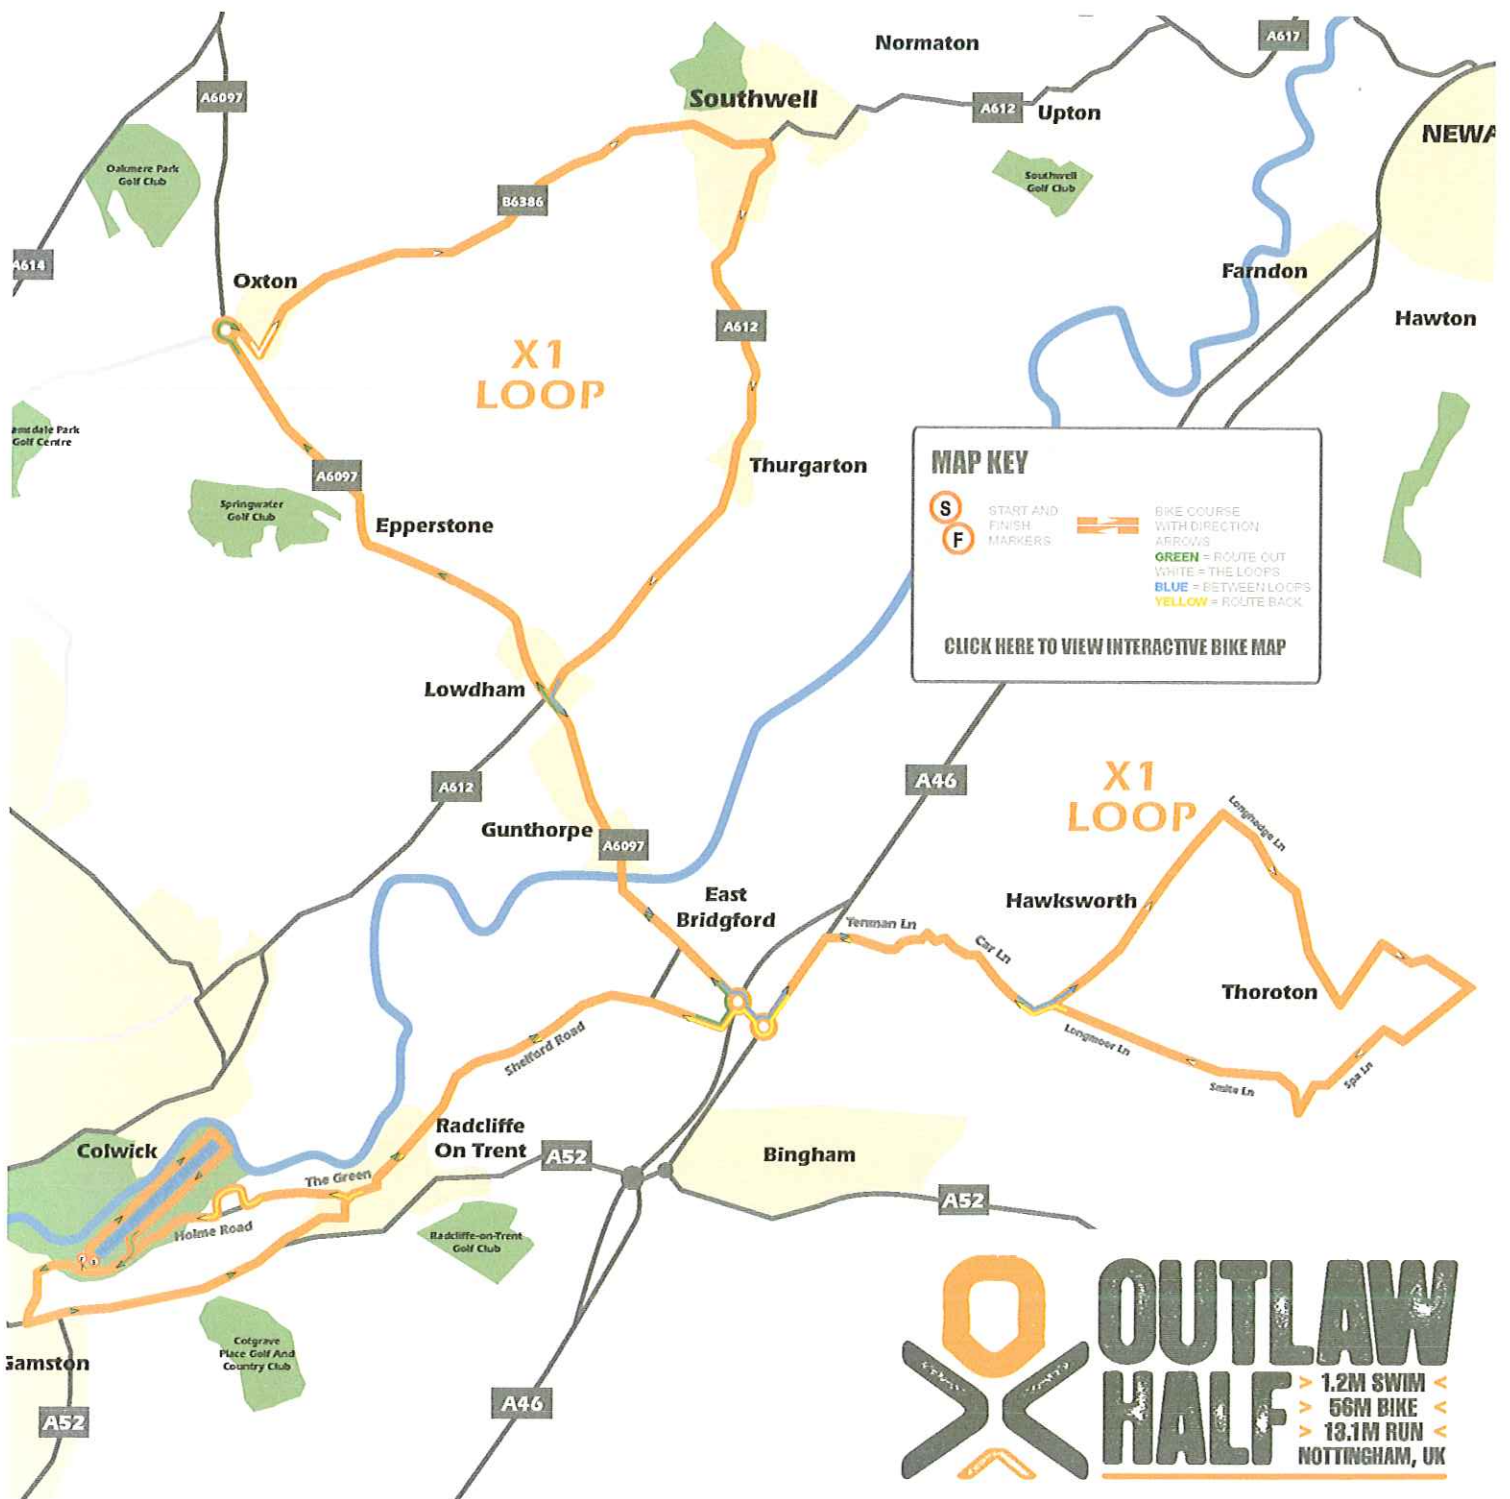 Normaton
A617
A6097
Southwell
A612
Upton
NEWA
Oakmere Park
Golf Club
Southwell
Golf Club
B6386
A614
Oxton
Farndon
Hawton
A612
X1
LOOP
Golf Centre
A6097
Thurgarton
Springwater
Golf Club
Epperstone
MAP KEY
S
F
START AND
FINISH
MARKERS
BIKE COURSE
WITH DIRECTION
ARROWS
GREEN = ROUTE OUT
WHITE = THE LOOPS
BLUE = BETWEEN LOOPS
YELLOW = ROUTE BACK
CLICK HERE TO VIEW INTERACTIVE BIKE MAP
Lowdham
A612
A46
X1
LOOP
Longhedge Ln
Gunthorpe
A6097
East
Bridgford
Hawksworth
Tenman Ln
Car Ln
Thoroton
Shelford Road
Longmoor Ln
Smite Ln
Spa Ln
Radcliffe
On Trent
Colwick
A52
Bingham
The Green
A52
Holme Road
Radcliffe-on-Trent
Golf Club
F
S
Cotgrave
Place Golf And
Country Club
Gamston
A52
A46
OUTLAW
HALF
> 1.2M SWIM <
> 56M BIKE <
> 13.1M RUN <
NOTTINGHAM, UK